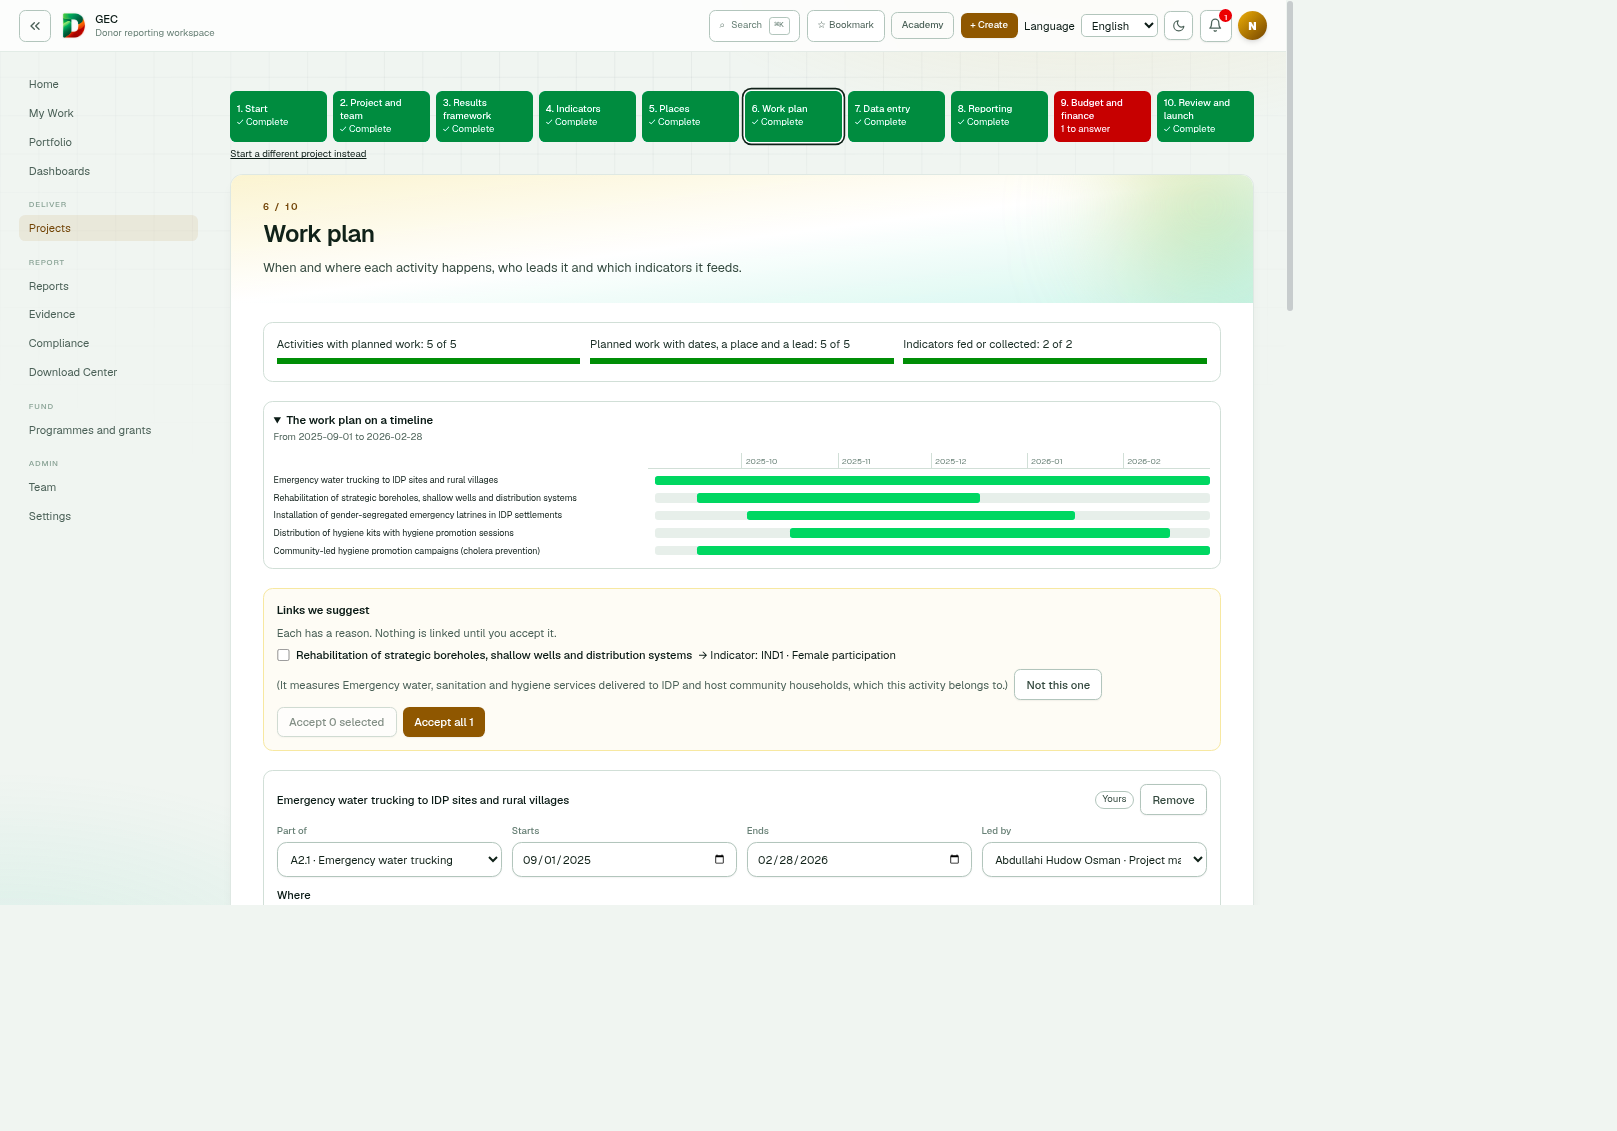 GEC
Donor reporting workspace
Search ⌘K
☆ Bookmark
Academy
+ Create
Language
English
1
N
Home
My Work
Portfolio
Dashboards
DELIVER
Projects
REPORT
Reports
Evidence
Compliance
Download Center
FUND
Programmes and grants
ADMIN
Team
Settings
1. Start
✓ Complete
2. Project and team
✓ Complete
3. Results framework
✓ Complete
4. Indicators
✓ Complete
5. Places
✓ Complete
6. Work plan
✓ Complete
7. Data entry
✓ Complete
8. Reporting
✓ Complete
9. Budget and finance
1 to answer
10. Review and launch
✓ Complete
Start a different project instead
6 / 10
Work plan
When and where each activity happens, who leads it and which indicators it feeds.
Activities with planned work: 5 of 5
Planned work with dates, a place and a lead: 5 of 5
Indicators fed or collected: 2 of 2
▼ The work plan on a timeline
From 2025-09-01 to 2026-02-28
2025-10 2025-11 2025-12 2026-01 2026-02
Emergency water trucking to IDP sites and rural villages
Rehabilitation of strategic boreholes, shallow wells and distribution systems
Installation of gender-segregated emergency latrines in IDP settlements
Distribution of hygiene kits with hygiene promotion sessions
Community-led hygiene promotion campaigns (cholera prevention)
Links we suggest
Each has a reason. Nothing is linked until you accept it.
Rehabilitation of strategic boreholes, shallow wells and distribution systems → Indicator: IND1 · Female participation
(It measures Emergency water, sanitation and hygiene services delivered to IDP and host community households, which this activity belongs to.) Not this one
Accept 0 selected
Accept all 1
Emergency water trucking to IDP sites and rural villages
Yours
Remove
Part of
Starts
Ends
Led by
A2.1 · Emergency water trucking
09/01/2025
02/28/2026
Abdullahi Hudow Osman · Project ma
Where